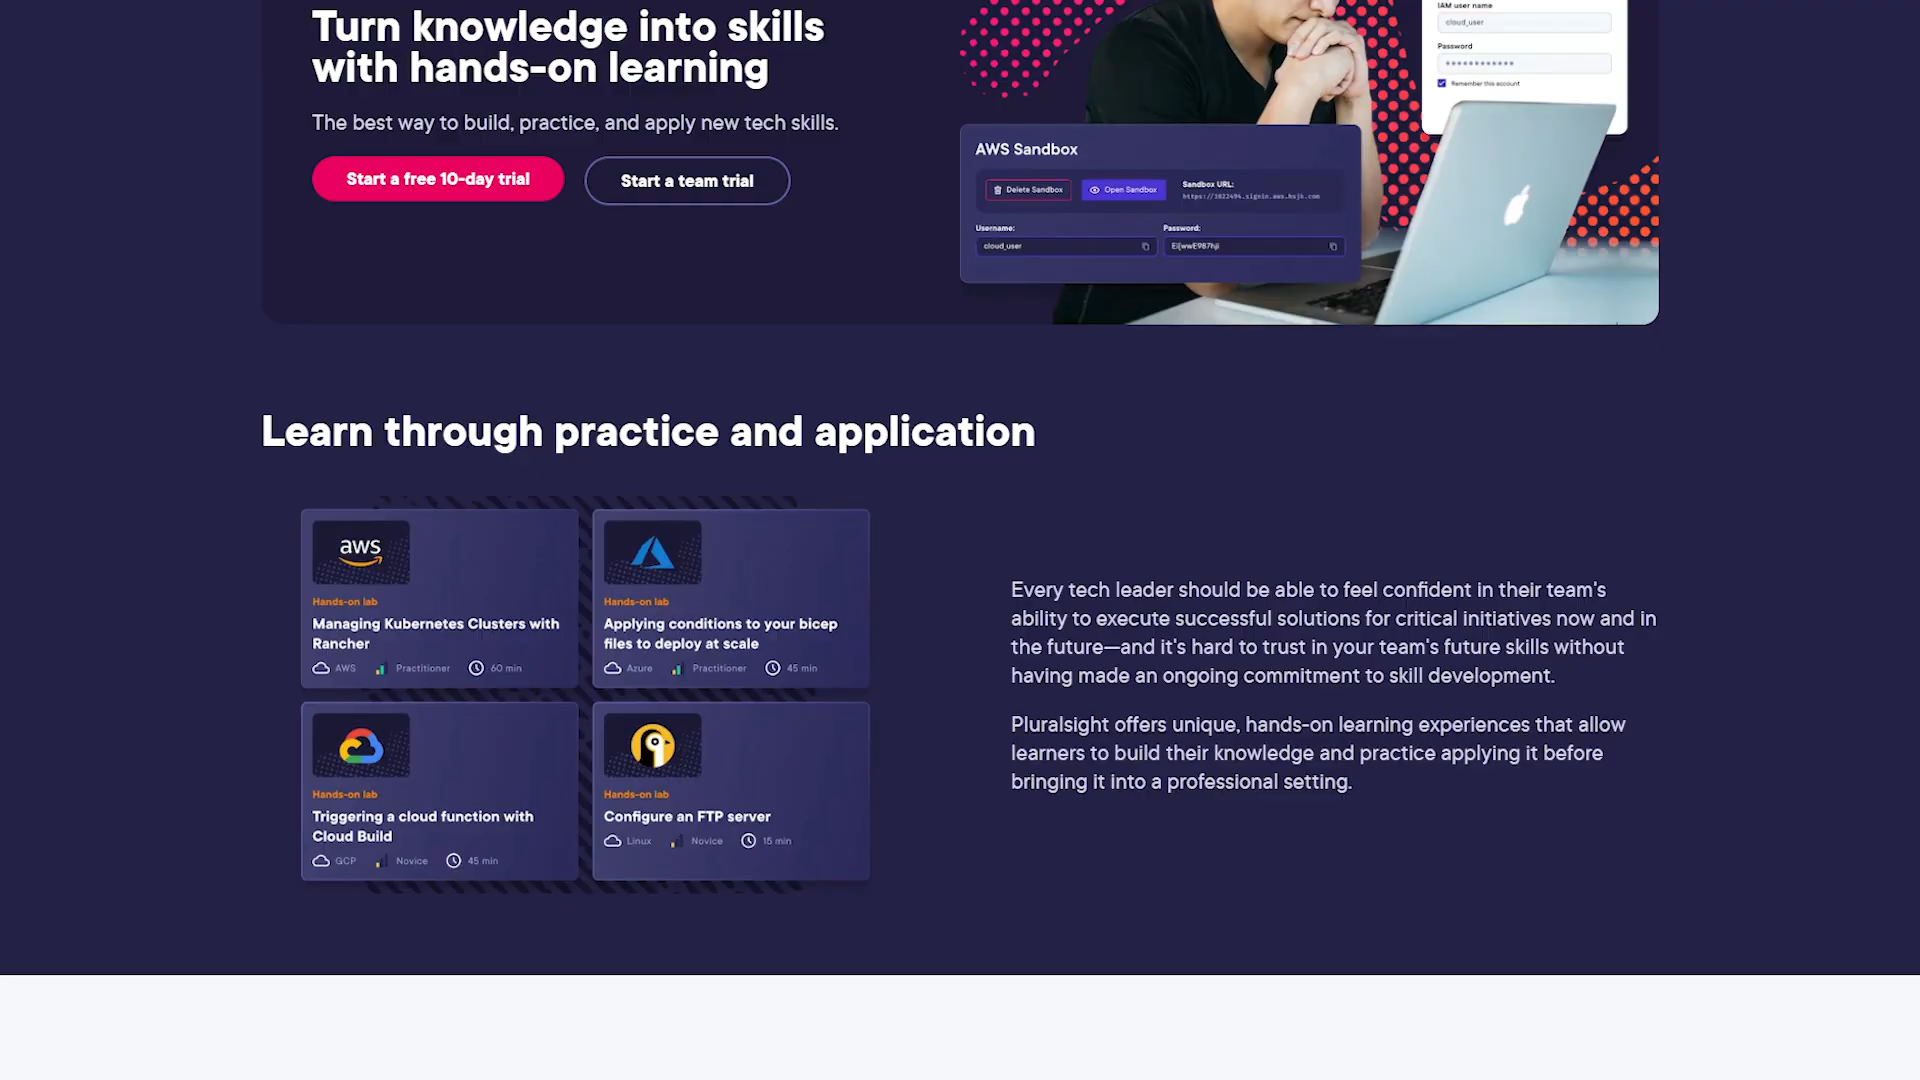 Turn knowledge into skills
with hands-on learning
The best way to build, practice, and apply new tech skills.
Start a free 10-day trial
Start a team trial
IAM user name
cloud_user
Password
Remember this account
AWS Sandbox
Delete Sandbox
Open Sandbox
Sandbox URL:
Username:
cloud_user
Password:
Learn through practice and application
aws
Hands-on lab
Managing Kubernetes Clusters with
Rancher
AWS Practitioner 60 min
Hands-on lab
Applying conditions to your bicep
files to deploy at scale
Azure Practitioner 45 min
Hands-on lab
Triggering a cloud function with
Cloud Build
GCP Novice 45 min
Hands-on lab
Configure an FTP server
Linux Novice 15 min
Every tech leader should be able to feel confident in their team's
ability to execute successful solutions for critical initiatives now and in
the future—and it's hard to trust in your team's future skills without
having made an ongoing commitment to skill development.
Pluralsight offers unique, hands-on learning experiences that allow
learners to build their knowledge and practice applying it before
bringing it into a professional setting.